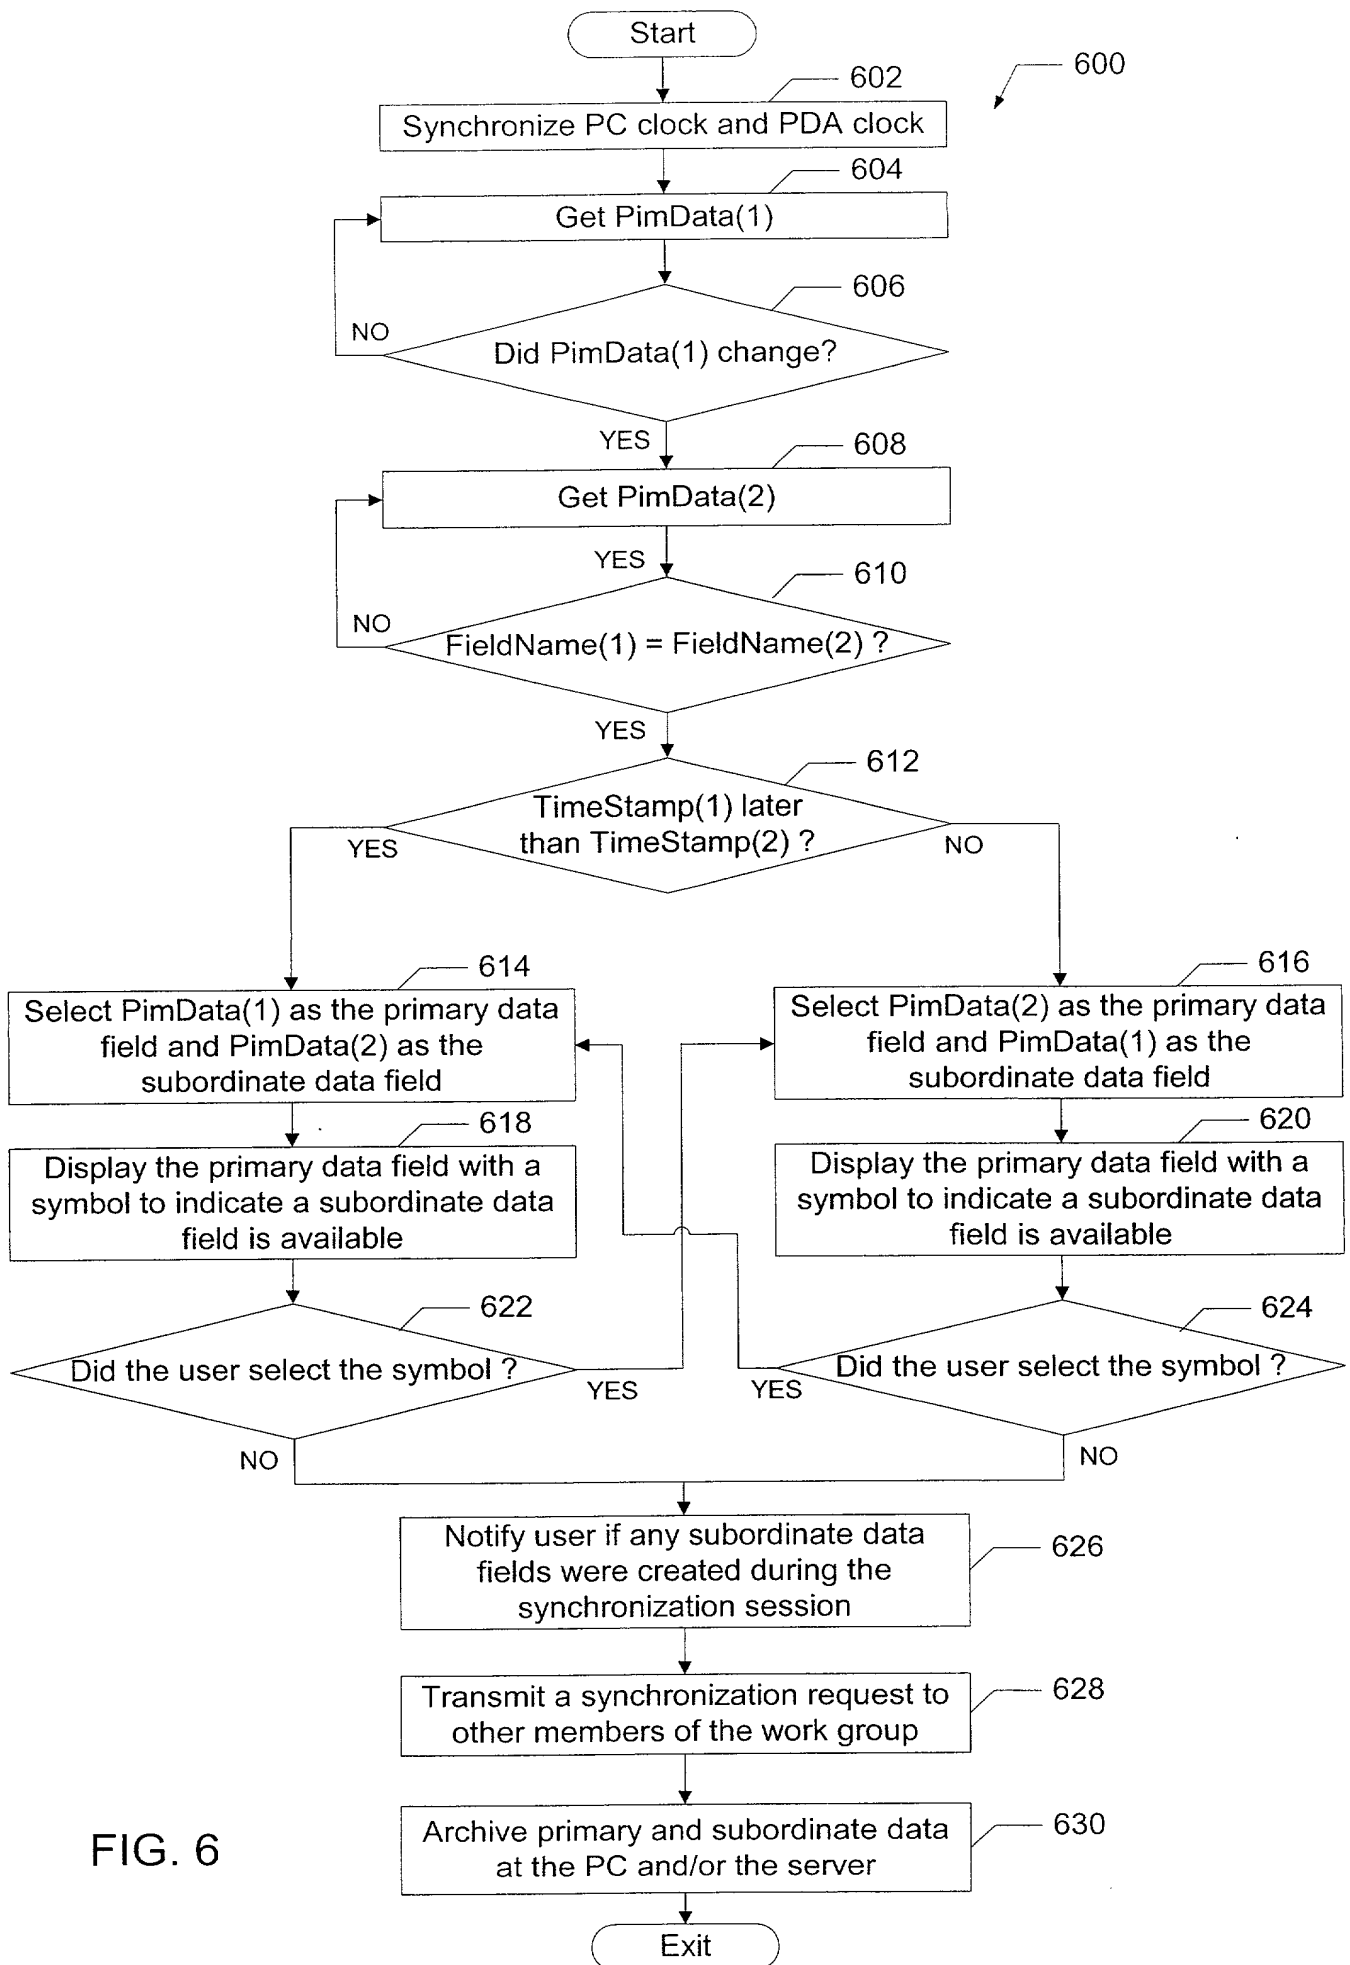 Start
600
602
Synchronize PC clock and PDA clock
604
Get PimData(1)
606
NO
Did PimData(1) change?
YES
608
Get PimData(2)
YES
610
NO
FieldName(1) = FieldName(2) ?
YES
612
TimeStamp(1) later
than TimeStamp(2) ?
YES
NO
614
Select PimData(1) as the primary data
field and PimData(2) as the
subordinate data field
616
Select PimData(2) as the primary data
field and PimData(1) as the
subordinate data field
618
Display the primary data field with a
symbol to indicate a subordinate data
field is available
620
Display the primary data field with a
symbol to indicate a subordinate data
field is available
622
Did the user select the symbol ?
YES
NO
624
Did the user select the symbol ?
YES
NO
Notify user if any subordinate data
fields were created during the
synchronization session
626
Transmit a synchronization request to
other members of the work group
628
Archive primary and subordinate data
at the PC and/or the server
630
FIG. 6
Exit